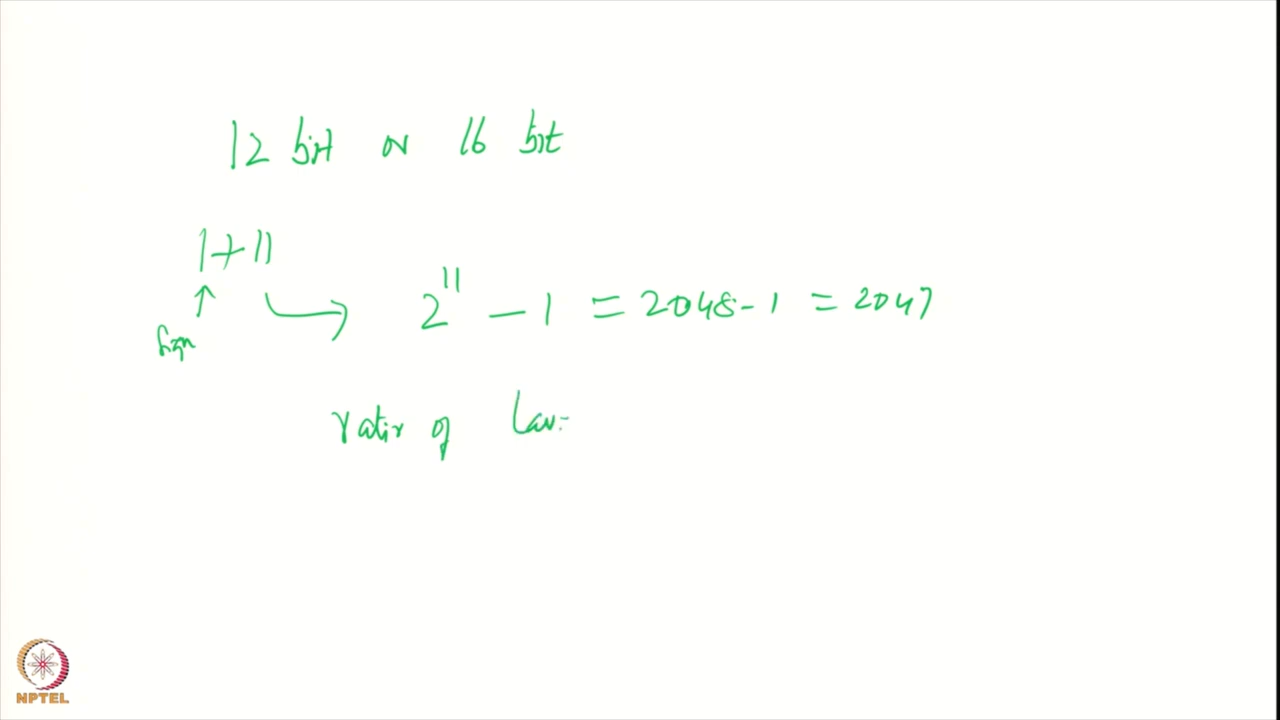 12 bit or 16 bit
1+11
2^11 - 1 = 2048-1 = 2047
Sign
ratio of
NPTEL